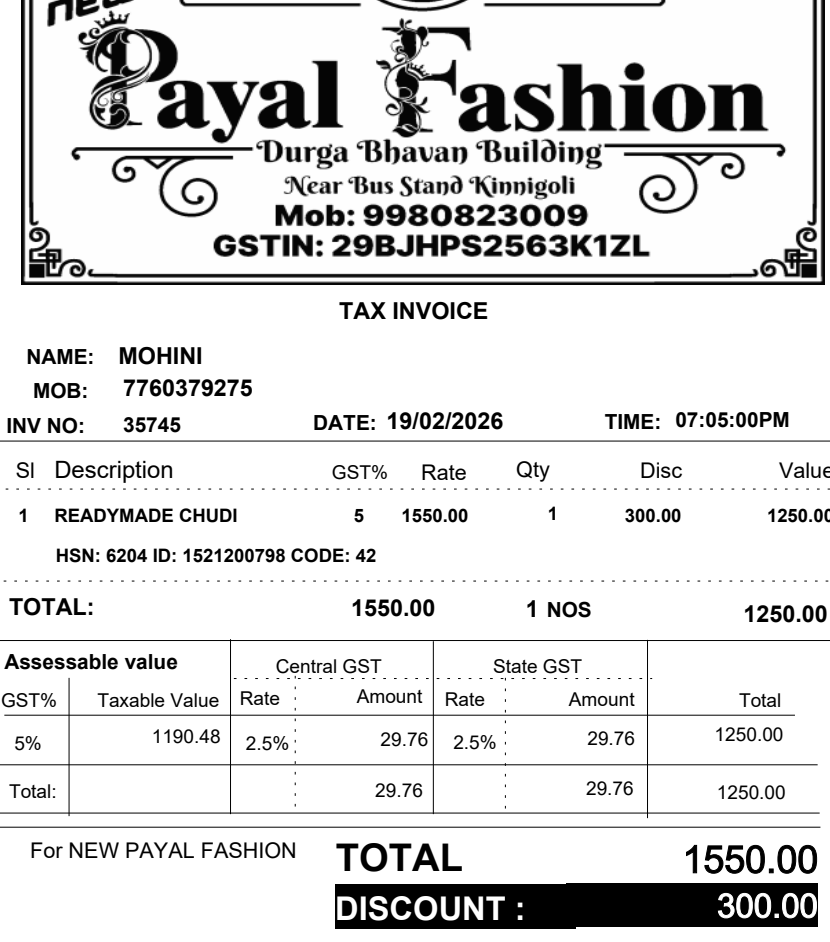 new
Payal Fashion
Durga Bhavan Building
Near Bus Stand Kinnigoli
Mob: 9980823009
GSTIN: 29BJHPS2563K1ZL
TAX INVOICE
NAME: MOHINI
MOB: 7760379275
INV NO: 35745 DATE: 19/02/2026 TIME: 07:05:00PM
Sl Description GST% Rate Qty Disc Value
1 READYMADE CHUDI 5 1550.00 1 300.00 1250.00
HSN: 6204 ID: 1521200798 CODE: 42
TOTAL: 1550.00 1 NOS 1250.00
Assessable value Central GST State GST
GST% Taxable Value Rate Amount Rate Amount Total
5% 1190.48 2.5% 29.76 2.5% 29.76 1250.00
Total: 29.76 29.76 1250.00
For NEW PAYAL FASHION TOTAL 1550.00
DISCOUNT : 300.00